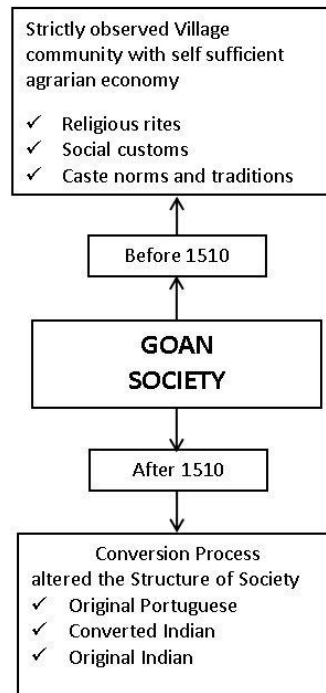 Strictly observed Village
community with self sufficient
agrarian economy
✓ Religious rites
✓ Social customs
✓ Caste norms and traditions
Before 1510
GOAN
SOCIETY
After 1510
Conversion Process
altered the Structure of Society
✓ Original Portuguese
✓ Converted Indian
✓ Original Indian